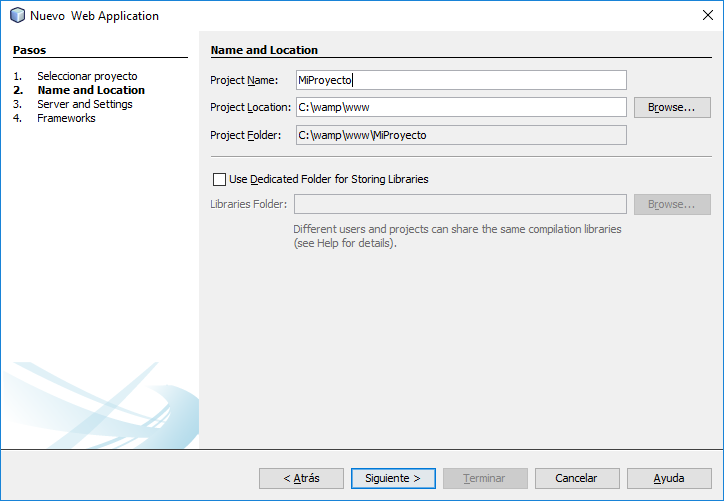 Nuevo  Web Application
Pasos
1. Seleccionar proyecto
2. Name and Location
3. Server and Settings
4. Frameworks
Name and Location
Project Name: MiProyecto
Project Location: C:\wamp\www Browse...
Project Folder: C:\wamp\www\MiProyecto
Use Dedicated Folder for Storing Libraries
Libraries Folder: Browse...
Different users and projects can share the same compilation libraries
(see Help for details).
< Atrás Siguiente > Terminar Cancelar Ayuda